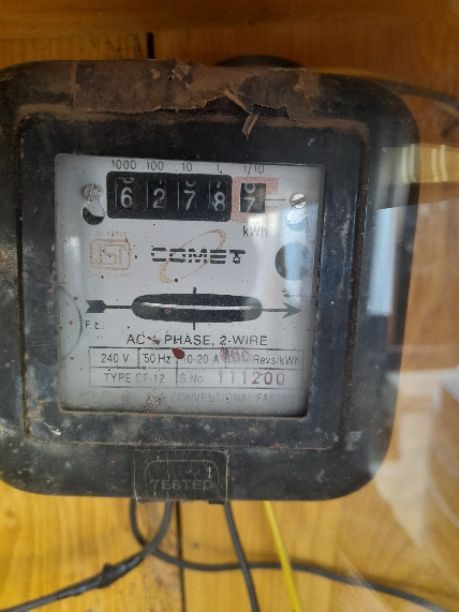 1000 100 10 1 1/10
6 2 7 8 7
kWh
COMET
AC 1 PHASE, 2-WIRE
240 V 50 Hz 10-20 A Revs/kWh
TYPE CF-12 S.No. 111200
CONVENTIONAL
TESTED